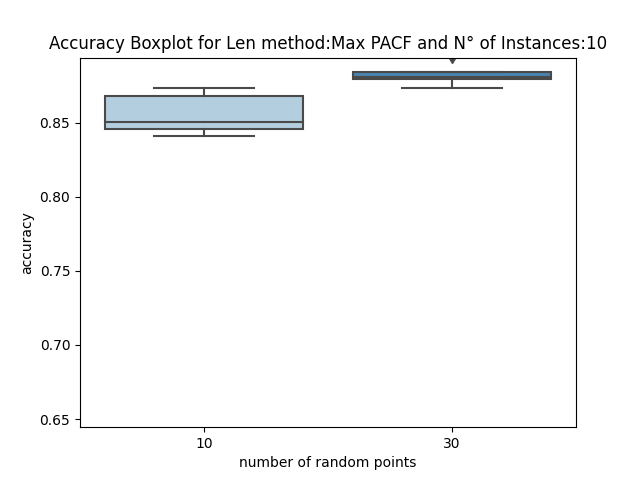 Accuracy Boxplot for Len method:Max PACF and N° of Instances:10
0.85
0.80
0.75
0.70
0.65
accuracy
10
30
number of random points